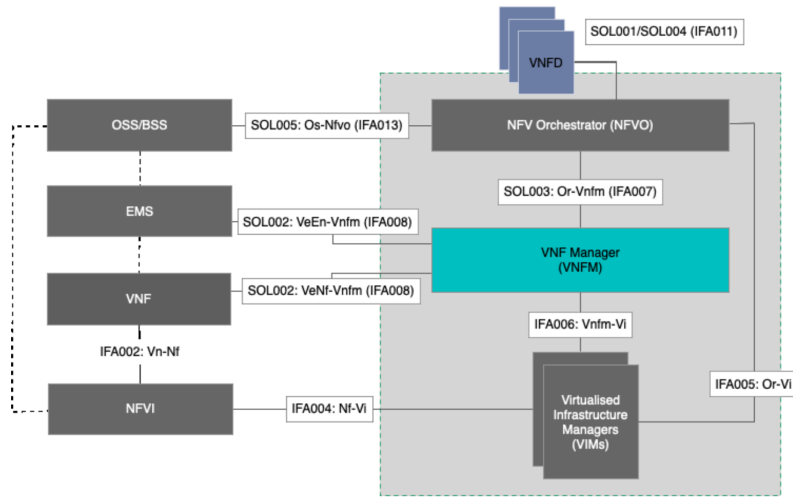 SOL001/SOL004 (IFA011)
VNFD
OSS/BSS
SOL005: Os-Nfvo (IFA013)
NFV Orchestrator (NFVO)
SOL003: Or-Vnfm (IFA007)
EMS
SOL002: VeEn-Vnfm (IFA008)
VNF Manager
(VNFM)
VNF
SOL002: VeNf-Vnfm (IFA008)
IFA006: Vnfm-Vi
IFA002: Vn-Nf
IFA005: Or-Vi
NFVI
IFA004: Nf-Vi
Virtualised
Infrastructure
Managers
(VIMs)